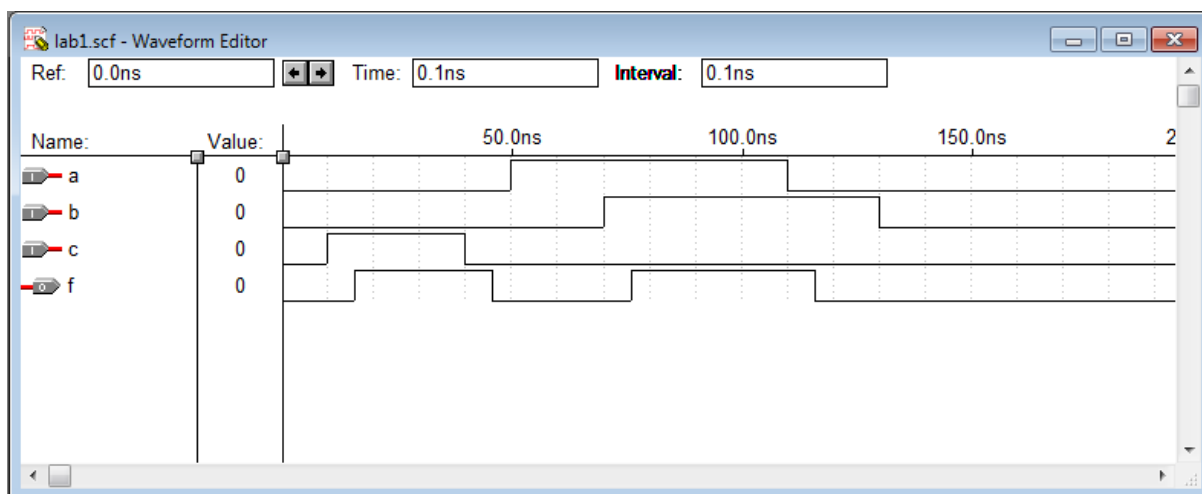 lab1.scf - Waveform Editor
Ref: 0.0ns Time: 0.1ns Interval: 0.1ns
Name: Value: 50.0ns 100.0ns 150.0ns 2
I a 0
I b 0
I c 0
O f 0